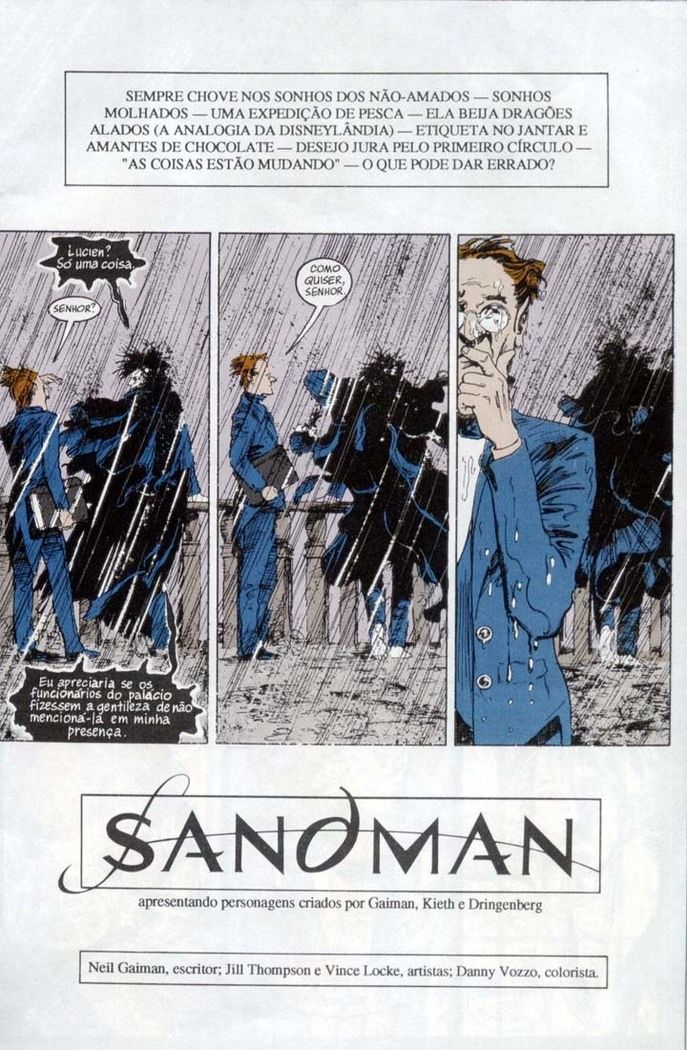 SEMPRE CHOVE NOS SONHOS DOS NÃO-AMADOS — SONHOS
MOLHADOS — UMA EXPEDIÇÃO DE PESCA — ELA BEIJA DRAGÕES
ALADOS (A ANALOGIA DA DISNEYLÂNDIA) — ETIQUETA NO JANTAR E
AMANTES DE CHOCOLATE — DESEJO JURA PELO PRIMEIRO CÍRCULO —
"AS COISAS ESTÃO MUDANDO" — O QUE PODE DAR ERRADO?
Lucien?
Só uma coisa.
SENHOR?
Eu apreciaria se os
funcionários do palácio
fizessem a gentileza de não
mencioná-la em minha
presença.
COMO
QUISER,
SENHOR.
SANDMAN
apresentando personagens criados por Gaiman, Kieth e Dringenberg
Neil Gaiman, escritor; Jill Thompson e Vince Locke, artistas; Danny Vozzo, colorista.